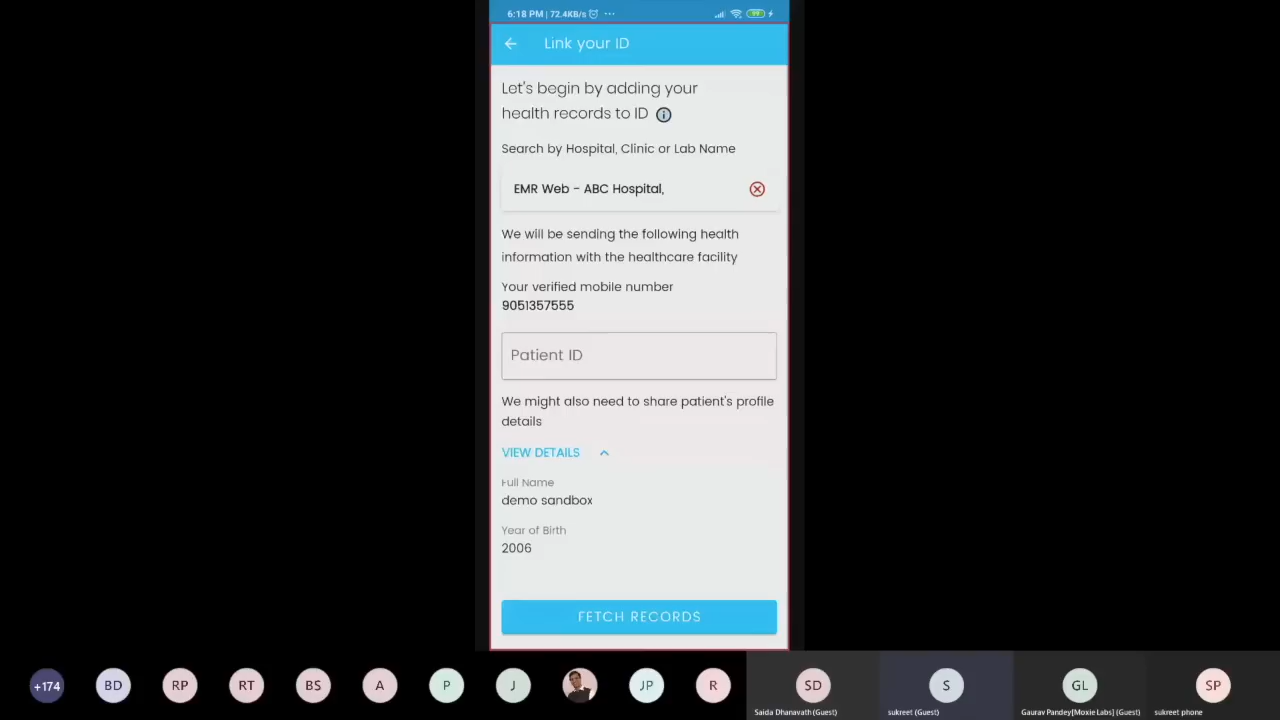 6:18 PM | 72.4KB/s ...
99
Link your ID
Let's begin by adding your
health records to ID
Search by Hospital, Clinic or Lab Name
EMR Web - ABC Hospital,
We will be sending the following health
information with the healthcare facility
Your verified mobile number
9051357555
Patient ID
We might also need to share patient's profile
details
VIEW DETAILS
Full Name
demo sandbox
Year of Birth
2006
FETCH RECORDS
+174 BD RP RT BS A P J JP R SD S GL SP
Saida Dhanavath (Guest) sukreet (Guest) Gaurav Pandey[Moxie Labs] (Guest) sukreet phone